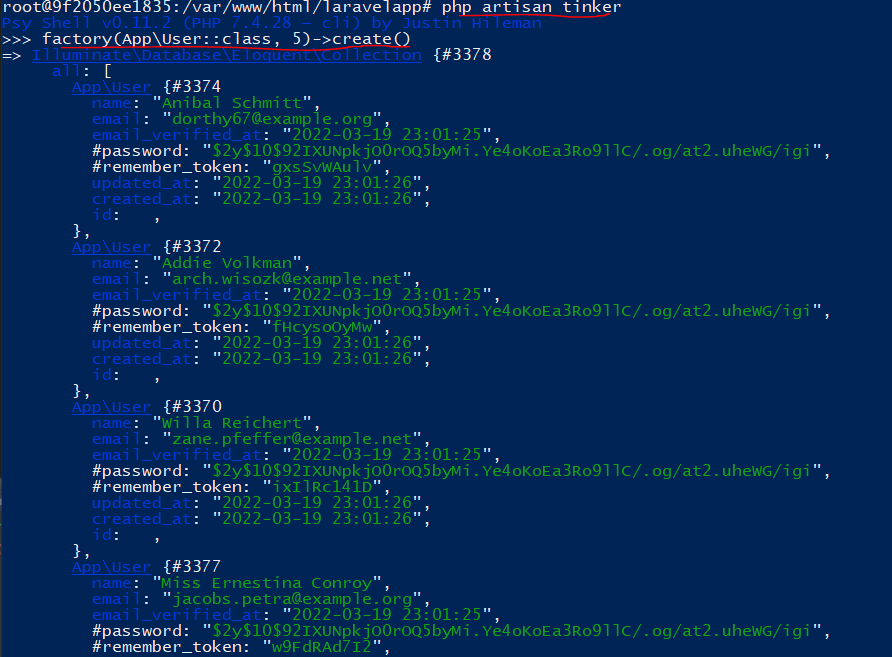 root@9f2050ee1835:/var/www/html/laravelapp# php artisan tinker
Psy Shell v0.11.2 (PHP 7.4.28 — cli) by Justin Hileman
>>> factory(App\User::class, 5)->create()
=> Illuminate\Database\Eloquent\Collection {#3378
all: [
App\User {#3374
name: "Anibal Schmitt",
email: "dorthy67@example.org",
email_verified_at: "2022-03-19 23:01:25",
#password: "$2y$10$92IXUNpkjO0rOQ5byMi.Ye4oKoEa3Ro9llC/.og/at2.uheWG/igi",
#remember_token: "gxsSvWAulv",
updated_at: "2022-03-19 23:01:26",
created_at: "2022-03-19 23:01:26",
id: ,
},
App\User {#3372
name: "Addie Volkman",
email: "arch.wisozk@example.net",
email_verified_at: "2022-03-19 23:01:25",
#password: "$2y$10$92IXUNpkjO0rOQ5byMi.Ye4oKoEa3Ro9llC/.og/at2.uheWG/igi",
#remember_token: "fHcysoOyMw",
updated_at: "2022-03-19 23:01:26",
created_at: "2022-03-19 23:01:26",
id: ,
},
App\User {#3370
name: "Willa Reichert",
email: "zane.pfeffer@example.net",
email_verified_at: "2022-03-19 23:01:25",
#password: "$2y$10$92IXUNpkjO0rOQ5byMi.Ye4oKoEa3Ro9llC/.og/at2.uheWG/igi",
#remember_token: "ixIlRc141D",
updated_at: "2022-03-19 23:01:26",
created_at: "2022-03-19 23:01:26",
id: ,
},
App\User {#3377
name: "Miss Ernestina Conroy",
email: "jacobs.petra@example.org",
email_verified_at: "2022-03-19 23:01:25",
#password: "$2y$10$92IXUNpkjO0rOQ5byMi.Ye4oKoEa3Ro9llC/.og/at2.uheWG/igi",
#remember_token: "w9FdRAd7I2",